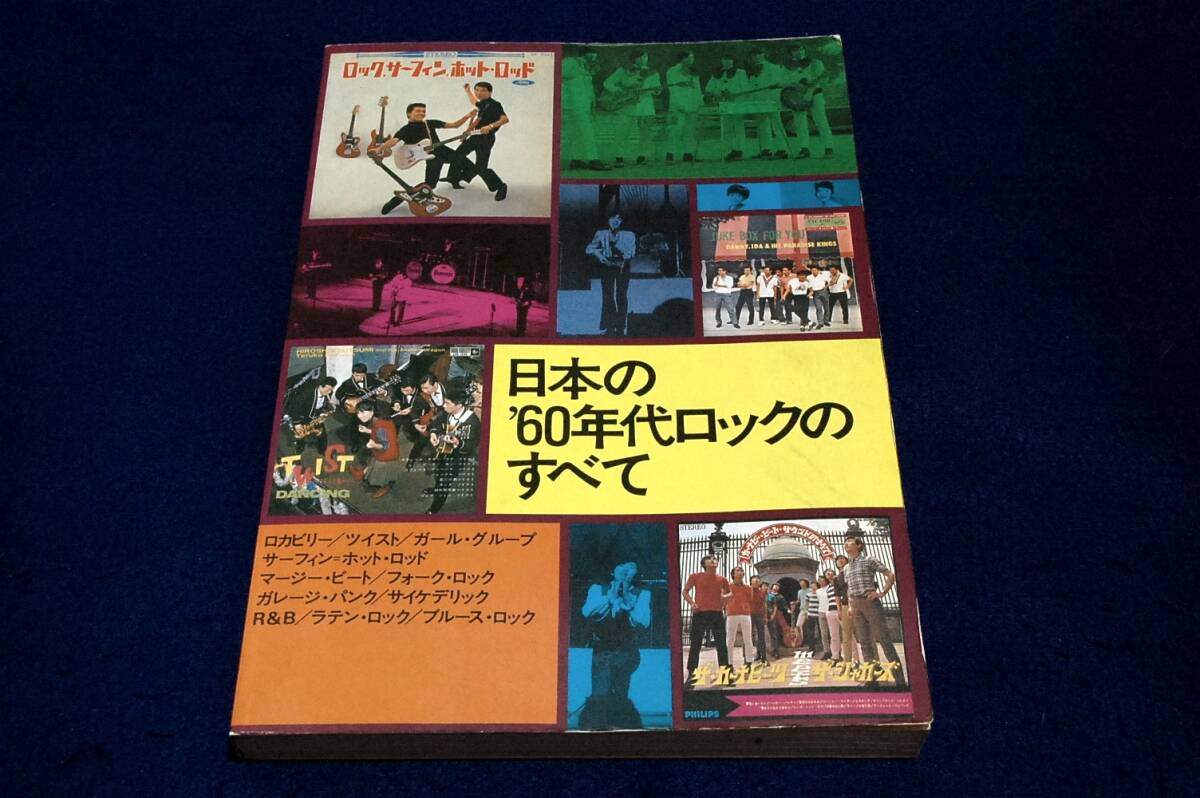 STEREO
ロック、サーフィン、ホット・ロッド
VICTOR
JUKE BOX FOR YOU
DANNY, IDA & HIS PARADISE KINGS
TWIST
DANCING
日本の
'60年代ロックの
すべて
ロカビリー/ツイスト/ガール・グループ
サーフィン=ホット・ロッド
マージー・ビート/フォーク・ロック
ガレージ・パンク/サイケデリック
R&B/ラテン・ロック/ブルース・ロック
STEREO
ザ・カーナビーツ
ザ・ジャガーズ
PHILIPS